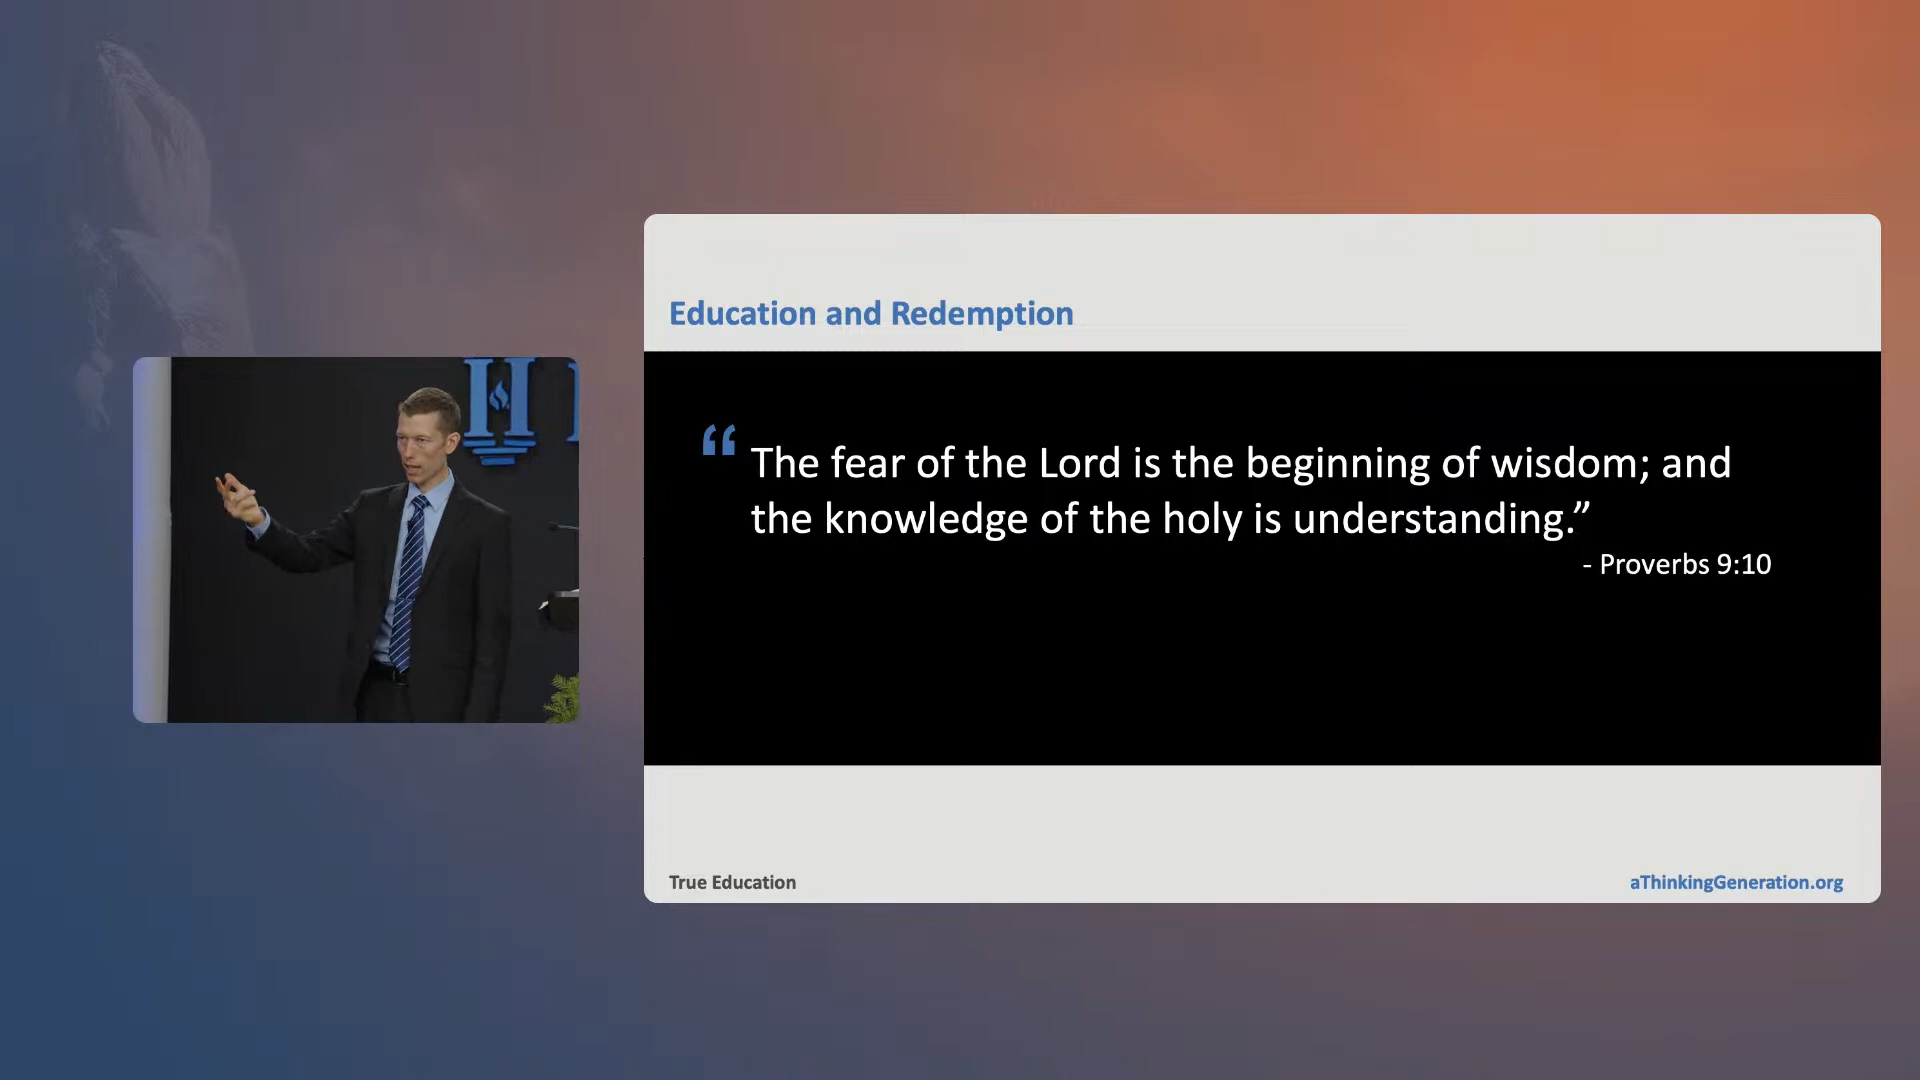 H
Education and Redemption
“The fear of the Lord is the beginning of wisdom; and
the knowledge of the holy is understanding.”
- Proverbs 9:10
True Education
aThinkingGeneration.org